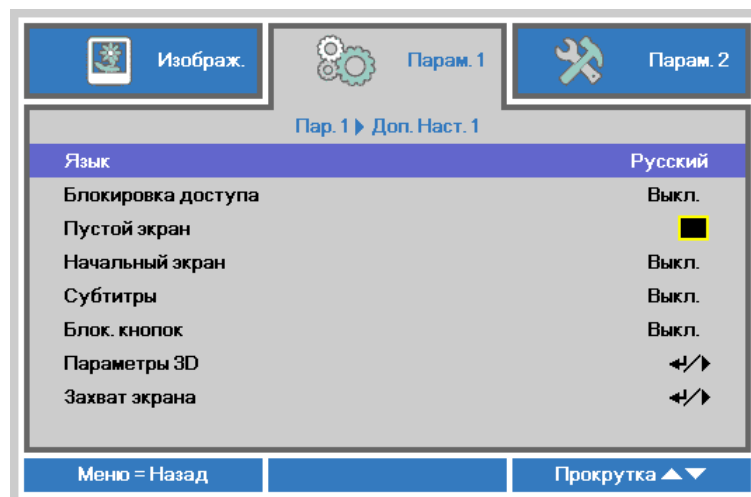 Изображ.
Парам. 1
Парам. 2
Пар. 1 ▶ Доп. Наст. 1
Язык Русский
Блокировка доступа Выкл.
Пустой экран
Начальный экран Выкл.
Субтитры Выкл.
Блок. кнопок Выкл.
Параметры 3D ↵/▶
Захват экрана ↵/▶
Меню = Назад
Прокрутка ▲▼